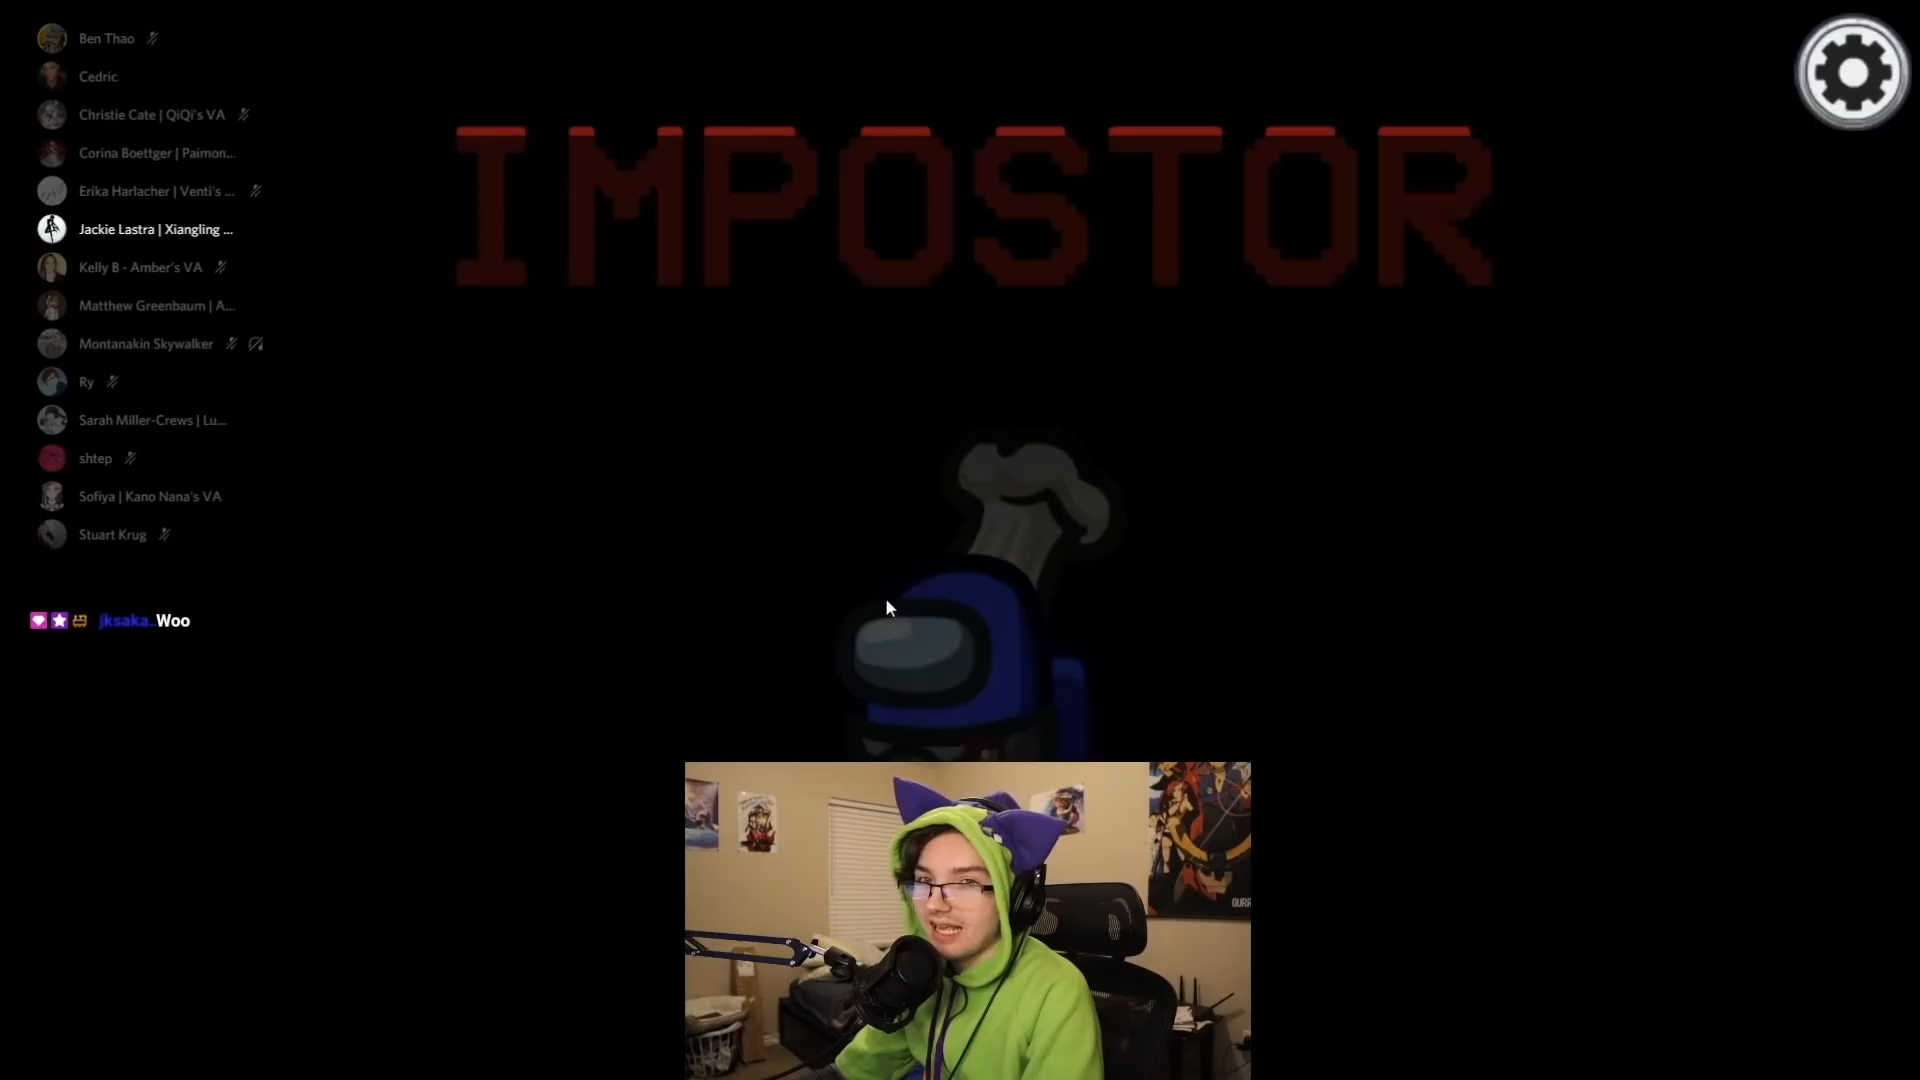 Ben Thao
Cedric
Christie Cate | QiQi's VA
Corina Boettger | Paimon...
Erika Harlacher | Venti's ...
Jackie Lastra | Xiangling ...
Kelly B - Amber's VA
Matthew Greenbaum | A...
Montanakin Skywalker
Ry
Sarah Miller-Crews | Lu...
shtep
Sofiya | Kano Nana's VA
Stuart Krug
jksaka..Woo
IMPOSTOR
GURR